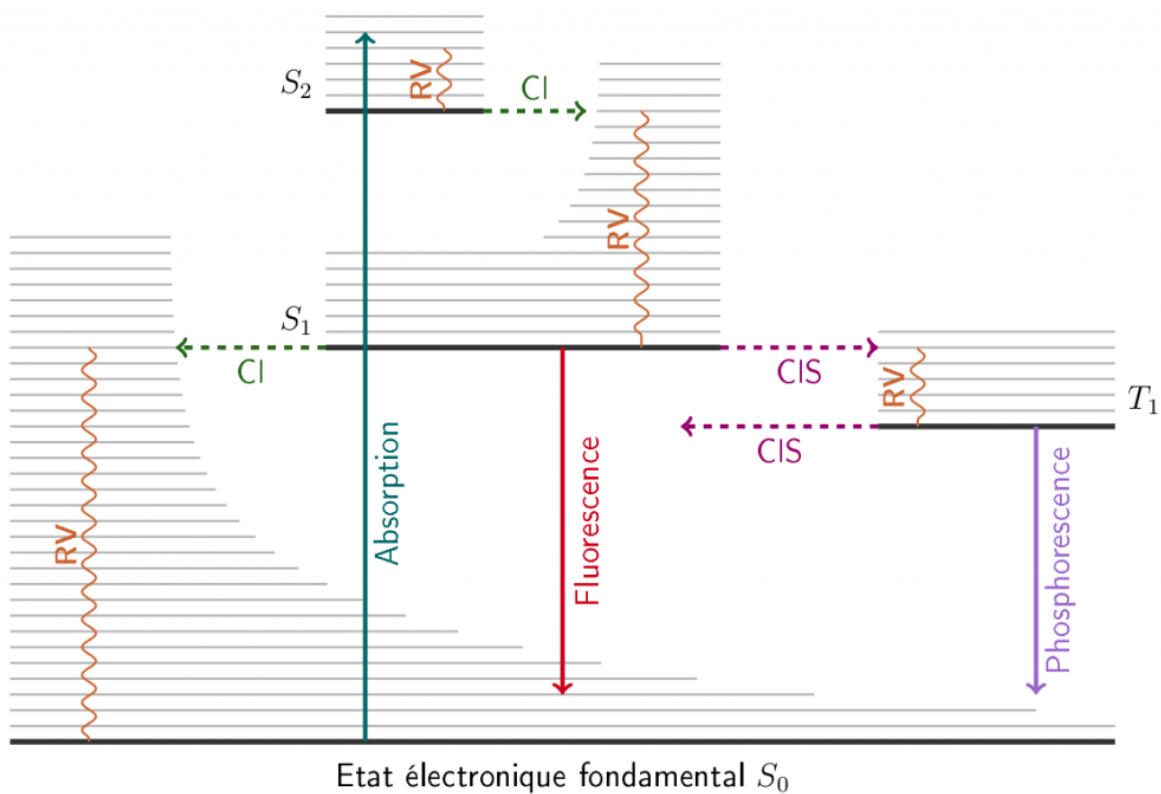 S₂
RV
CI
RV
S₁
CI
CIS
RV
T₁
CIS
Absorption
Fluorescence
Phosphorescence
RV
Etat électronique fondamental S₀